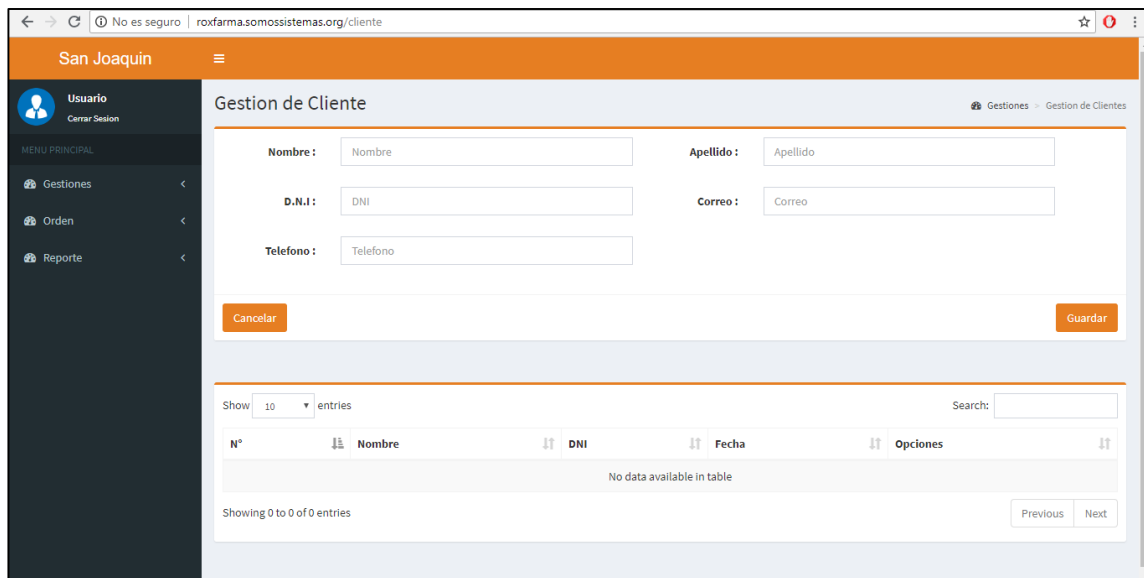 No es seguro | roxfarma.somossistemas.org/cliente
San Joaquin
Usuario
Cerrar Sesion
MENU PRINCIPAL
Gestiones
Orden
Reporte
Gestion de Cliente
Gestiones > Gestion de Clientes
Nombre : Nombre Apellido : Apellido
D.N.I : DNI Correo : Correo
Telefono : Telefono
Cancelar Guardar
Show 10 entries Search:
N° Nombre DNI Fecha Opciones
No data available in table
Showing 0 to 0 of 0 entries Previous Next